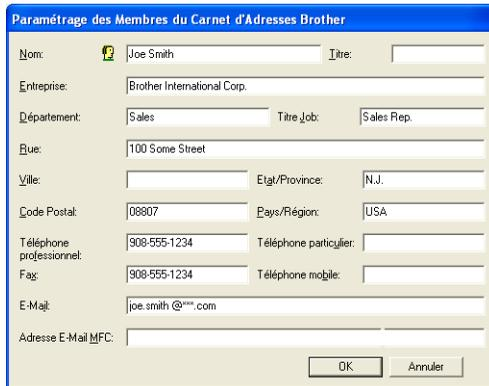 Paramétrage des Membres du Carnet d'Adresses Brother
Nom: Joe Smith Titre:
Entreprise: Brother International Corp.
Département: Sales Titre Job: Sales Rep.
Rue: 100 Some Street
Ville: Etat/Province: N.J.
Code Postal: 08807 Pays/Région: USA
Téléphone professionnel: 908-555-1234 Téléphone particulier:
Fax: 908-555-1234 Téléphone mobile:
E-Mail: joe.smith @***.com
Adresse E-Mail MFC:
OK Annuler